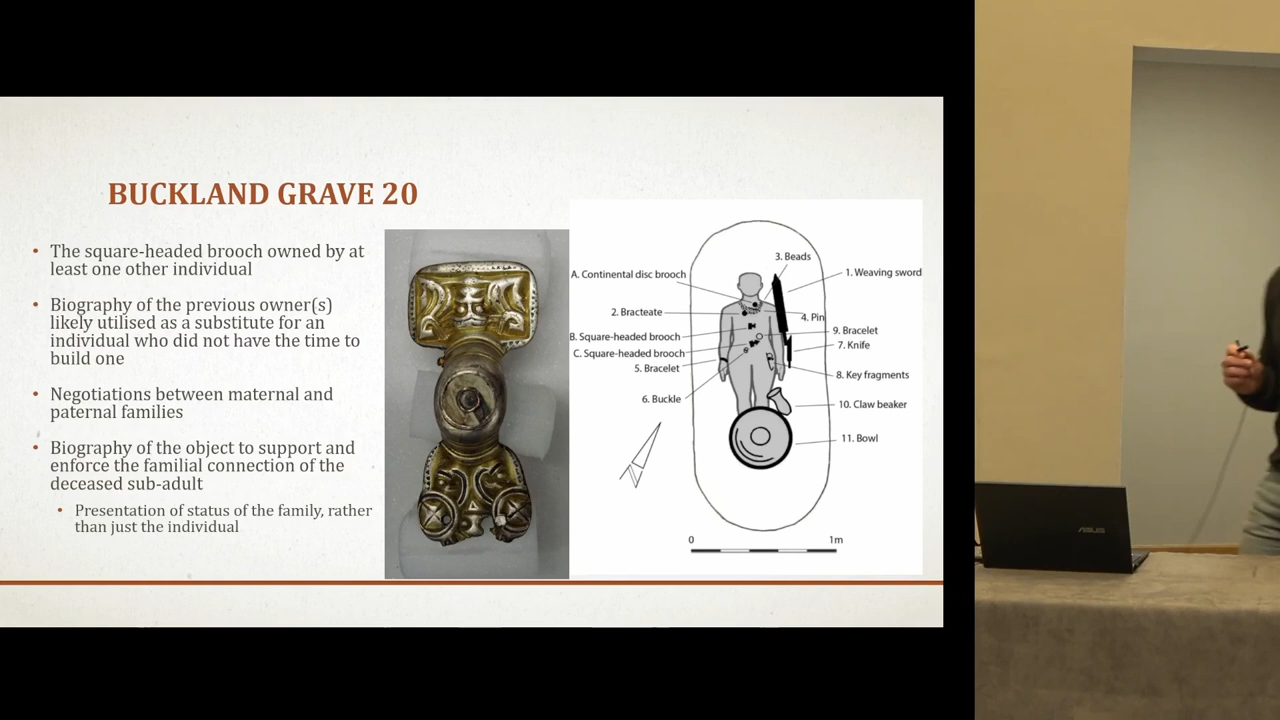 BUCKLAND GRAVE 20
• The square-headed brooch owned by at
least one other individual
• Biography of the previous owner(s)
likely utilised as a substitute for an
individual who did not have the time to
build one
• Negotiations between maternal and
paternal families
• Biography of the object to support and
enforce the familial connection of the
deceased sub-adult
• Presentation of status of the family, rather
than just the individual
3. Beads
A. Continental disc brooch
1. Weaving sword
2. Bracteate
4. Pin
9. Bracelet
B. Square-headed brooch
7. Knife
C. Square-headed brooch
5. Bracelet
8. Key fragments
6. Buckle
10. Claw beaker
11. Bowl
0
1m
ASUS